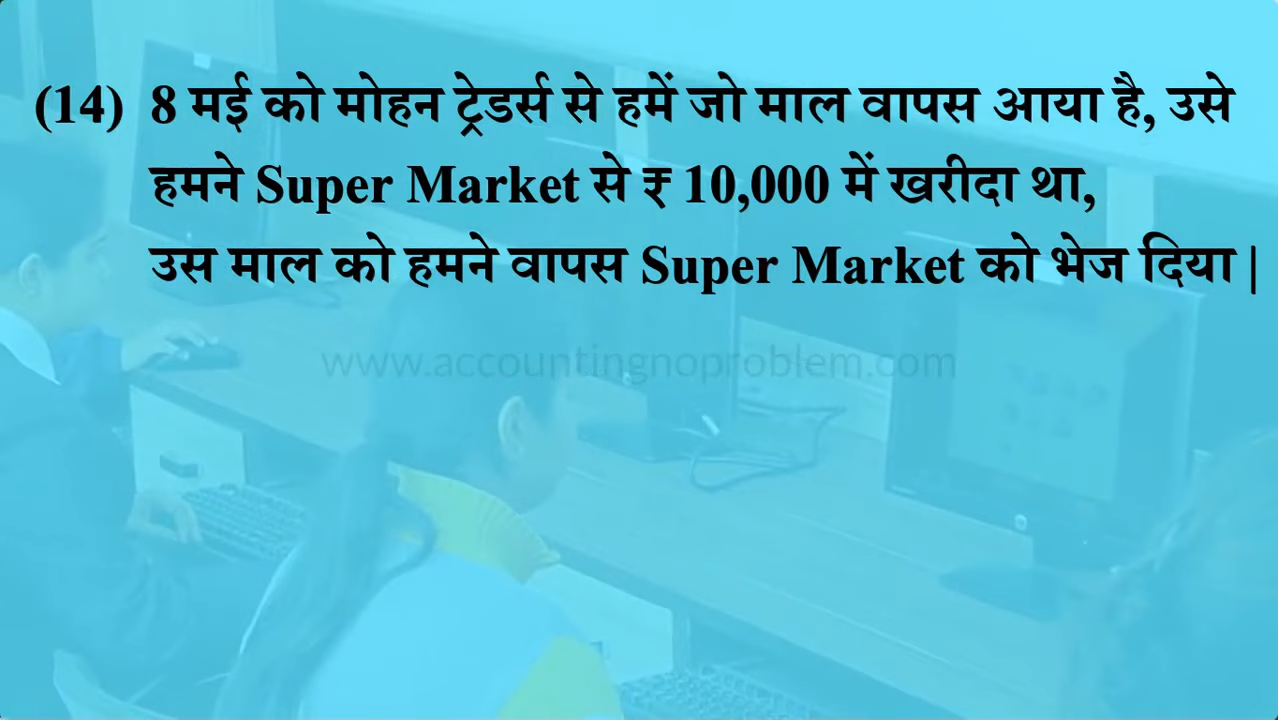 (14) 8 मई को मोहन ट्रेडर्स से हमें जो माल वापस आया है, उसे
हमने Super Market से ₹ 10,000 में खरीदा था,
उस माल को हमने वापस Super Market को भेज दिया |
www.accountingnoproblem.com